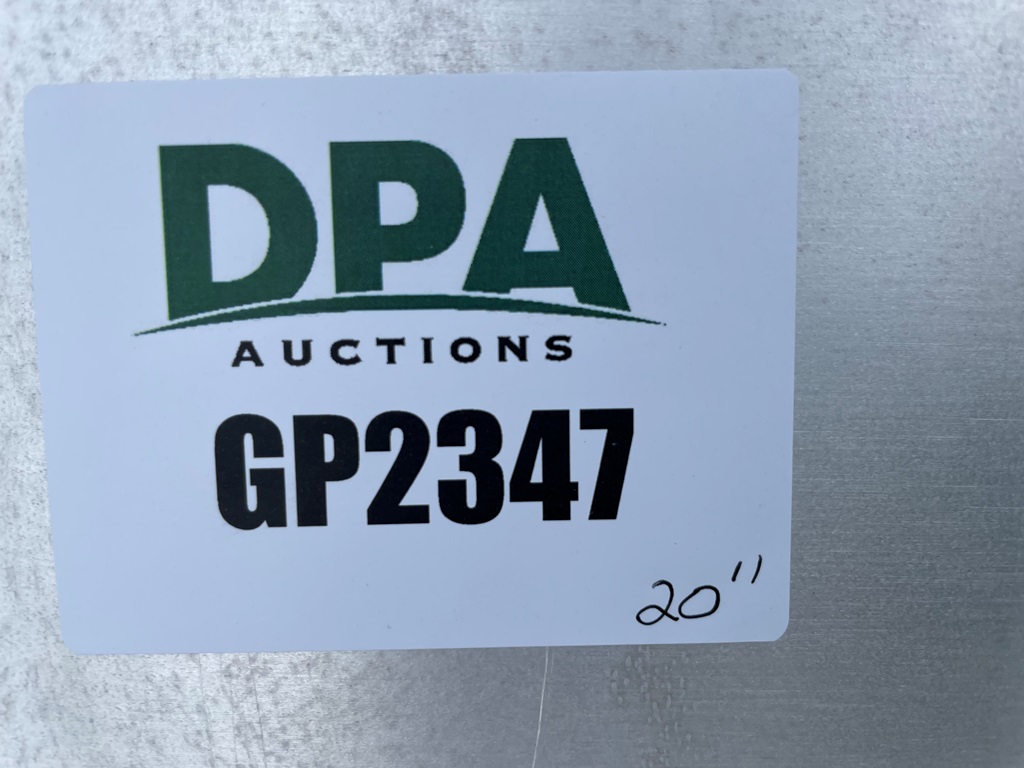 DPA
AUCTIONS
GP2347
20"